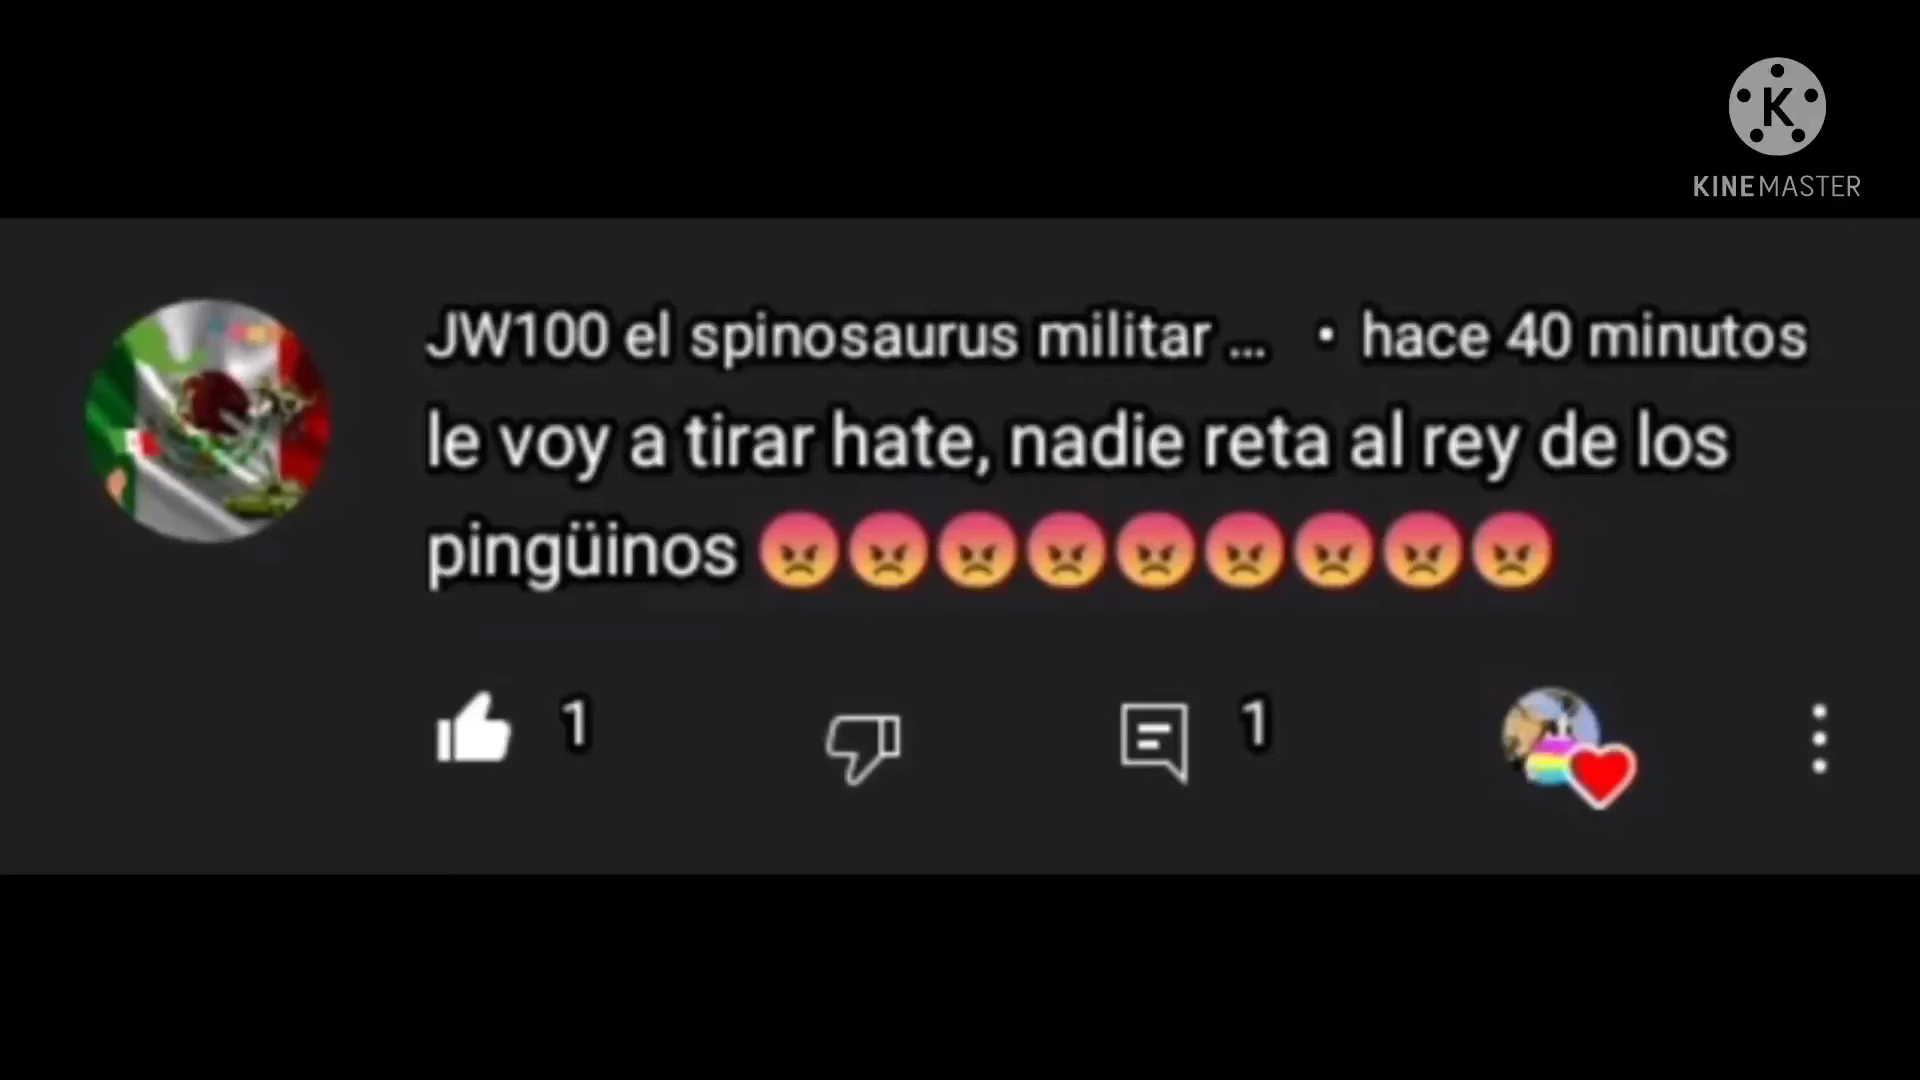 K
KINEMASTER
JW100 el spinosaurus militar ... • hace 40 minutos
le voy a tirar hate, nadie reta al rey de los
pingüinos 😡😡😡😡😡😡😡😡😡
1 1